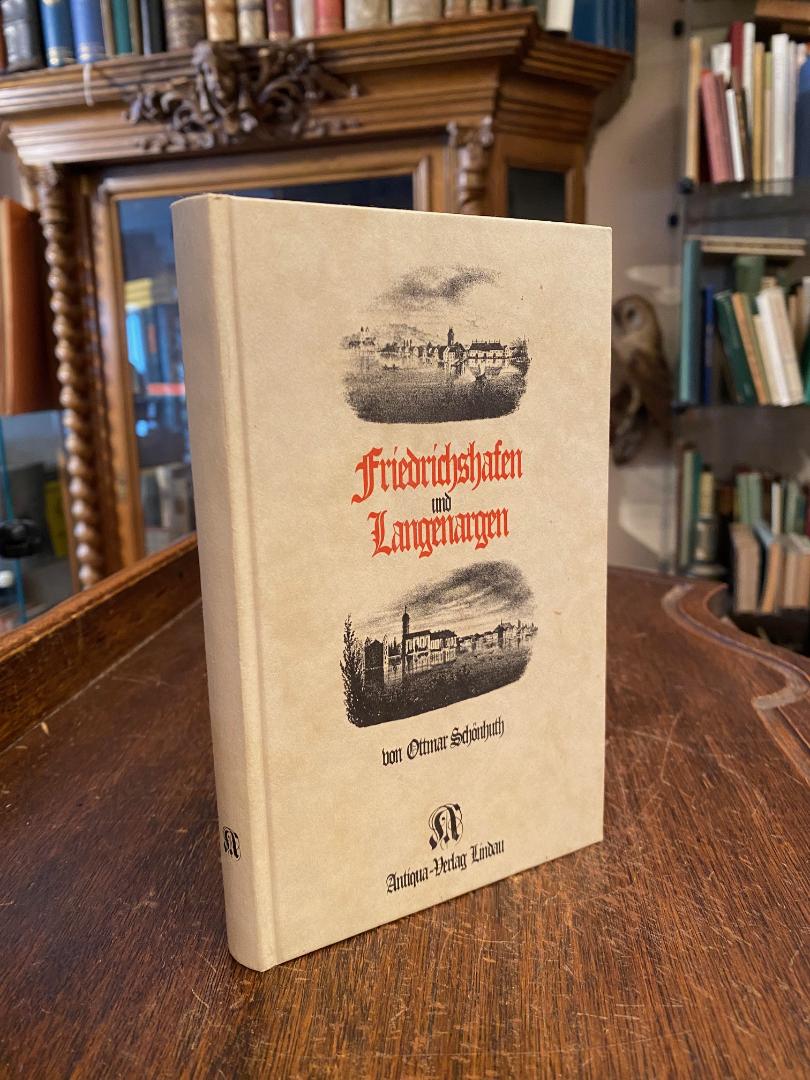 Friedrichshafen
und
Langenargen
von Ottmar Schönhuth
A
Antiqua-Verlag Lindau
A